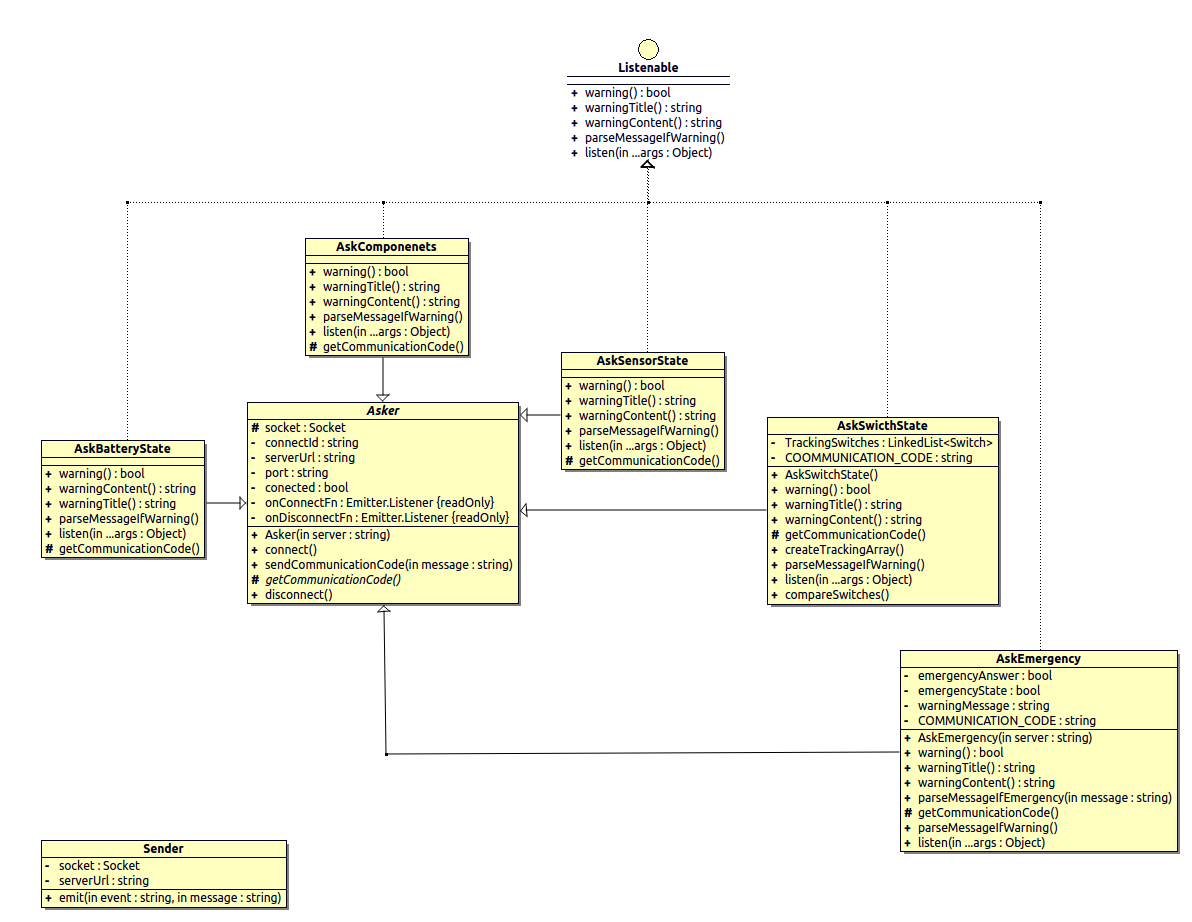 Listenable
+ warning() : bool
+ warningTitle() : string
+ warningContent() : string
+ parseMessageIfWarning()
+ listen(in ...args : Object)
AskComponenets
+ warning() : bool
+ warningTitle() : string
+ warningContent() : string
+ parseMessageIfWarning()
+ listen(in ...args : Object)
# getCommunicationCode()
AskSensorState
+ warning() : bool
+ warningTitle() : string
+ warningContent() : string
+ parseMessageIfWarning()
+ listen(in ...args : Object)
# getCommunicationCode()
Asker
# socket : Socket
- connectId : string
- serverUrl : string
- port : string
- conected : bool
- onConnectFn : Emitter.Listener {readOnly}
- onDisconnectFn : Emitter.Listener {readOnly}
+ Asker(in server : string)
+ connect()
+ sendCommunicationCode(in message : string)
# getCommunicationCode()
+ disconnect()
AskSwicthState
- TrackingSwitches : LinkedList<Switch>
- COOMMUNICATION_CODE : string
+ AskSwitchState()
+ warning() : bool
+ warningTitle() : string
+ warningContent() : string
# getCommunicationCode()
+ createTrackingArray()
+ parseMessageIfWarning()
+ listen(in ...args : Object)
+ compareSwitches()
AskBatteryState
+ warning() : bool
+ warningContent() : string
+ warningTitle() : string
+ parseMessageIfWarning()
+ listen(in ...args : Object)
# getCommunicationCode()
AskEmergency
- emergencyAnswer : bool
- emergencyState : bool
- warningMessage : string
- COMMUNICATION_CODE : string
+ AskEmergency(in server : string)
+ warning() : bool
+ warningTitle() : string
+ warningContent() : string
+ parseMessageIfEmergency(in message : string)
# getCommunicationCode()
+ parseMessageIfWarning()
+ listen(in ...args : Object)
Sender
- socket : Socket
- serverUrl : string
+ emit(in event : string, in message : string)